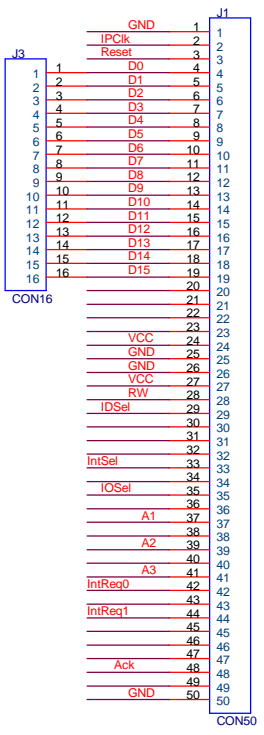 J1
GND 1 1
IPClk 2 2
J3
Reset 3 3
1 1 D0 4 4
2 2 D1 5 5
3 3 D2 6 6
4 4 D3 7 7
5 5 D4 8 8
6 6 D5 9 9
7 7 D6 10 10
8 8 D7 11 11
9 9 D8 12 12
10 10 D9 13 13
11 11 D10 14 14
12 12 D11 15 15
13 13 D12 16 16
14 14 D13 17 17
15 15 D14 18 18
16 16 D15 19 19
CON16
20 20
21 21
22 22
23 23
VCC 24 24
GND 25 25
GND 26 26
VCC 27 27
RW 28 28
IDSel 29 29
30 30
31 31
32 32
IntSel 33 33
34 34
IOSel 35 35
36 36
A1 37 37
38 38
A2 39 39
40 40
A3 41 41
IntReq0 42 42
43 43
IntReq1 44 44
45 45
46 46
47 47
Ack 48 48
49 49
GND 50 50
CON50